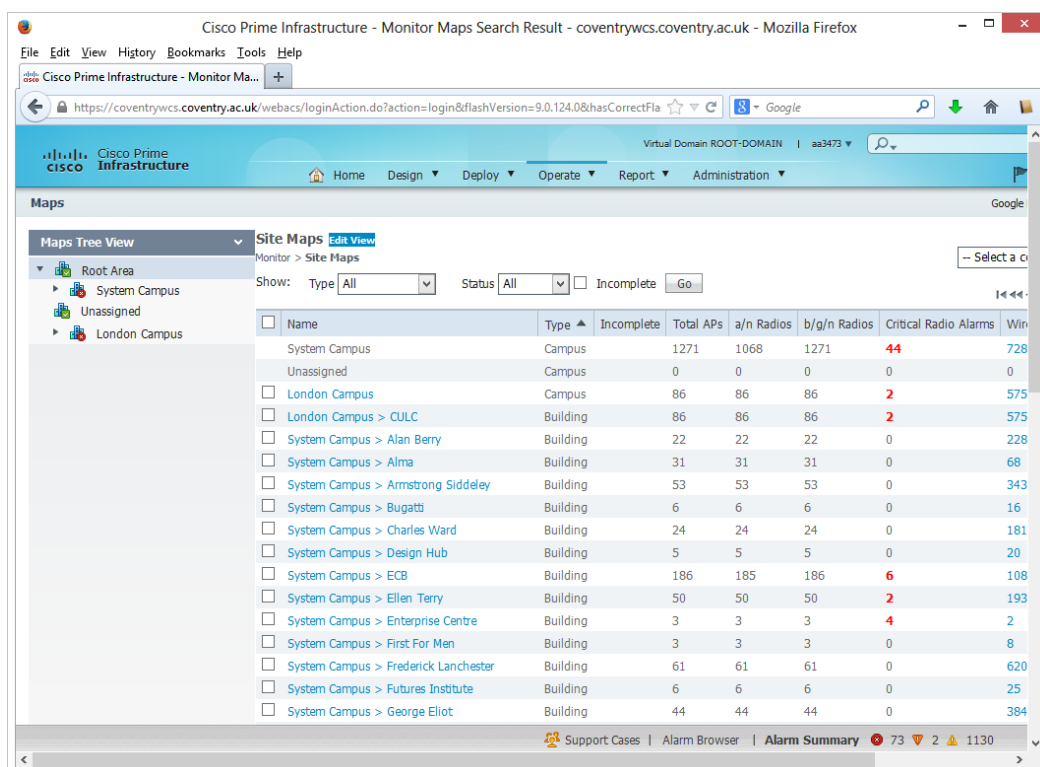 Cisco Prime Infrastructure - Monitor Maps Search Result - coventrywcs.coventry.ac.uk - Mozilla Firefox
File Edit View History Bookmarks Tools Help
Cisco Prime Infrastructure - Monitor Ma... +
https://coventrywcs.coventry.ac.uk/webacs/loginAction.do?action=login&flashVersion=9.0.124.0&hasCorrectFla Google
Virtual Domain ROOT-DOMAIN | aa3473
cisco Cisco Prime Infrastructure
Home Design Deploy Operate Report Administration
Maps Google
Maps Tree View
Root Area
System Campus
Unassigned
London Campus
Site Maps Edit View
Monitor > Site Maps
-- Select a
Show: Type All Status All Incomplete Go
Name Type Incomplete Total APs a/n Radios b/g/n Radios Critical Radio Alarms
System Campus Campus 1271 1068 1271 44 728
Unassigned Campus 0 0 0 0 0
London Campus Campus 86 86 86 2 575
London Campus > CULC Building 86 86 86 2 575
System Campus > Alan Berry Building 22 22 22 0 228
System Campus > Alma Building 31 31 31 0 68
System Campus > Armstrong Siddeley Building 53 53 53 0 343
System Campus > Bugatti Building 6 6 6 0 16
System Campus > Charles Ward Building 24 24 24 0 181
System Campus > Design Hub Building 5 5 5 0 20
System Campus > ECB Building 186 185 186 6 108
System Campus > Ellen Terry Building 50 50 50 2 193
System Campus > Enterprise Centre Building 3 3 3 4 2
System Campus > First For Men Building 3 3 3 0 8
System Campus > Frederick Lanchester Building 61 61 61 0 620
System Campus > Futures Institute Building 6 6 6 0 25
System Campus > George Eliot Building 44 44 44 0 384
Support Cases | Alarm Browser | Alarm Summary 73 2 1130